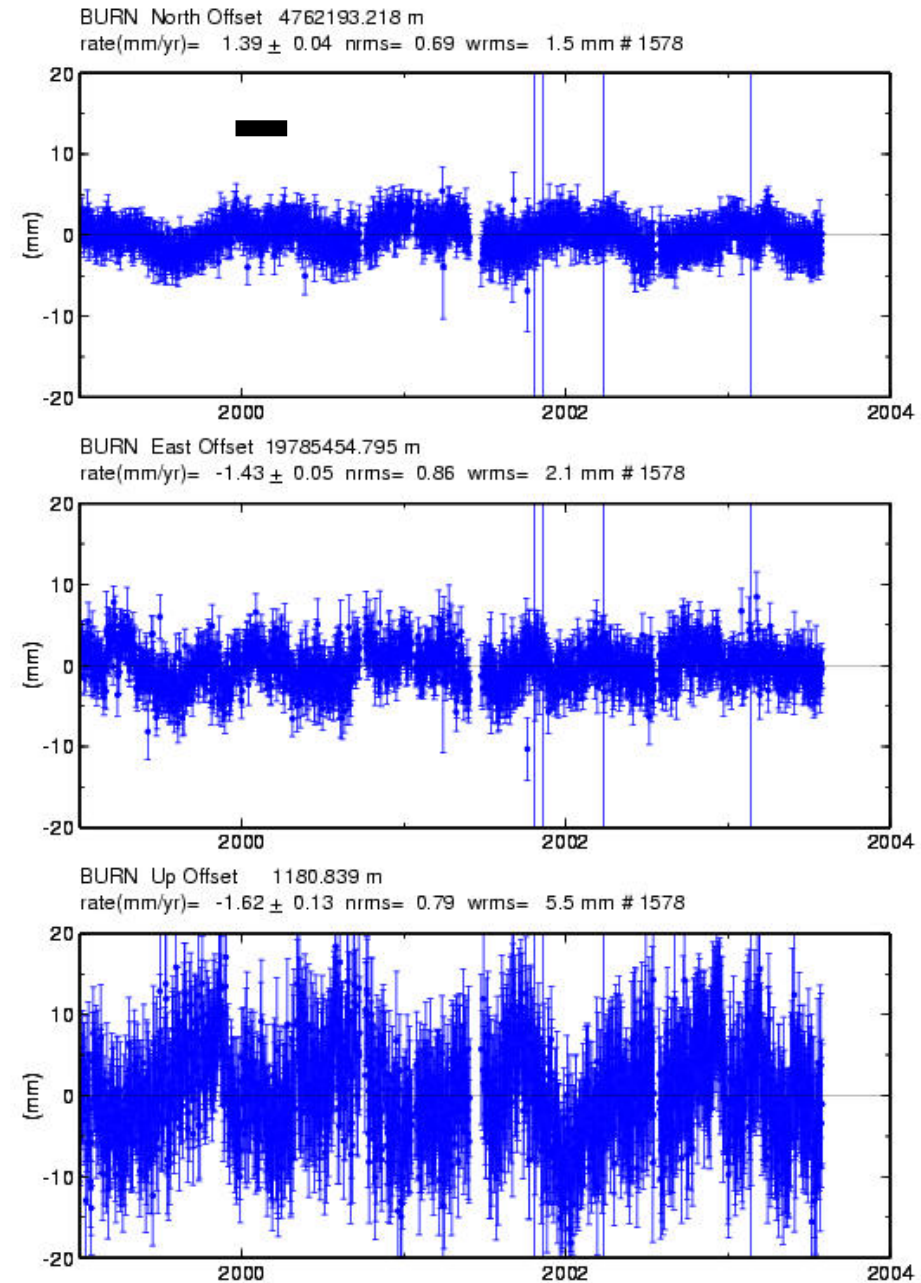 BURN North Offset 4762193.218 m
rate(mm/yr)= 1.39 ± 0.04 nrms= 0.69 wrms= 1.5 mm # 1578
20
10
0
-10
-20
(mm)
2000 2002 2004
BURN East Offset 19785454.795 m
rate(mm/yr)= -1.43 ± 0.05 nrms= 0.86 wrms= 2.1 mm # 1578
20
10
0
-10
-20
(mm)
2000 2002 2004
BURN Up Offset 1180.839 m
rate(mm/yr)= -1.62 ± 0.13 nrms= 0.79 wrms= 5.5 mm # 1578
20
10
0
-10
-20
(mm)
2000 2002 2004